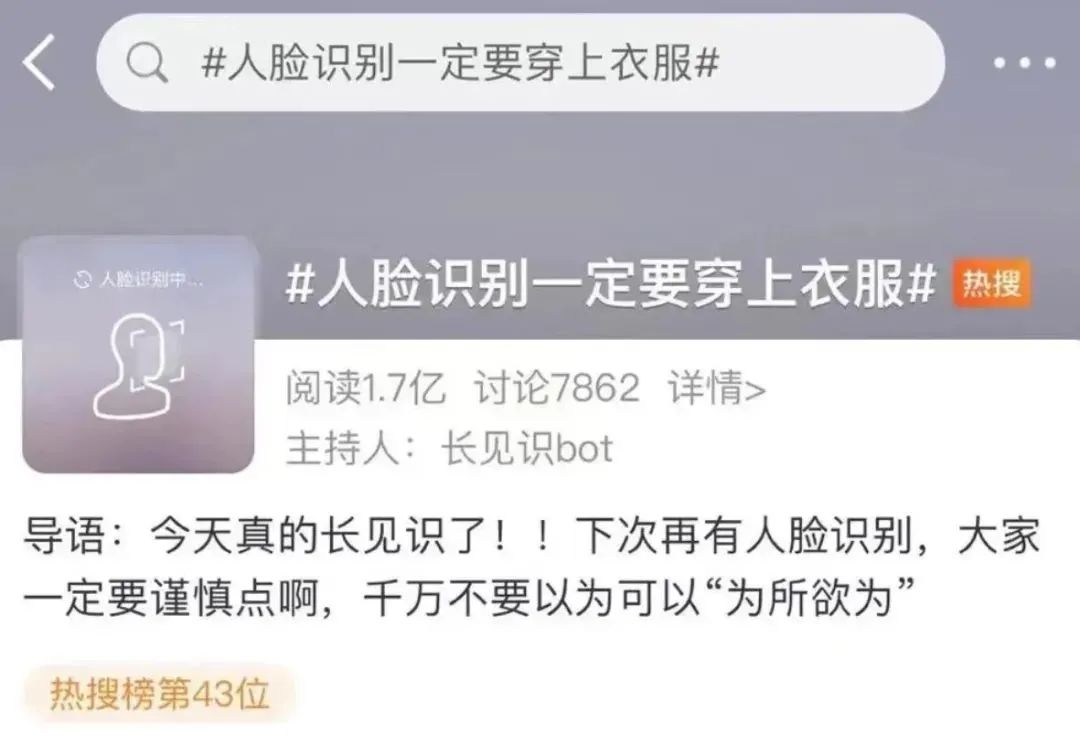 #人脸识别一定要穿上衣服#
人脸识别中...
#人脸识别一定要穿上衣服# 热搜
阅读1.7亿 讨论7862 详情>
主持人：长见识bot
导语：今天真的长见识了！！下次再有人脸识别，大家
一定要谨慎点啊，千万不要以为可以“为所欲为”
热搜榜第43位